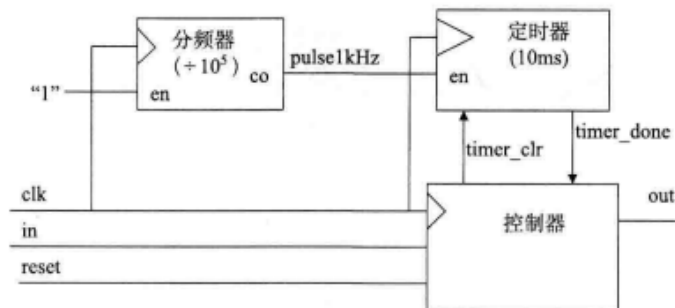 分频器
(÷10⁵)
co
en
“1”
pulse1kHz
定时器
(10ms)
en
timer_clr
timer_done
clk
in
reset
控制器
out